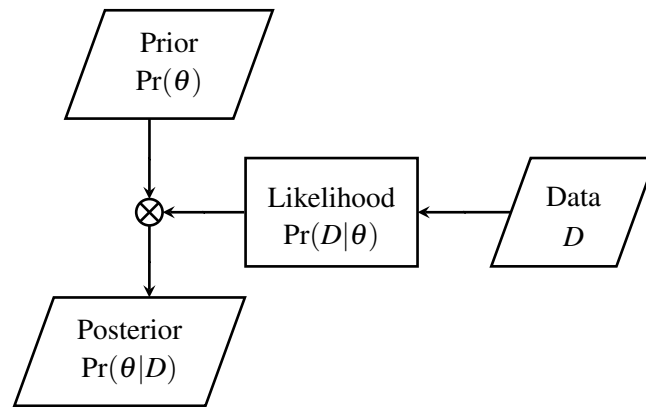 Prior
Pr(θ)
Likelihood
Pr(D|θ)
Data
D
Posterior
Pr(θ|D)